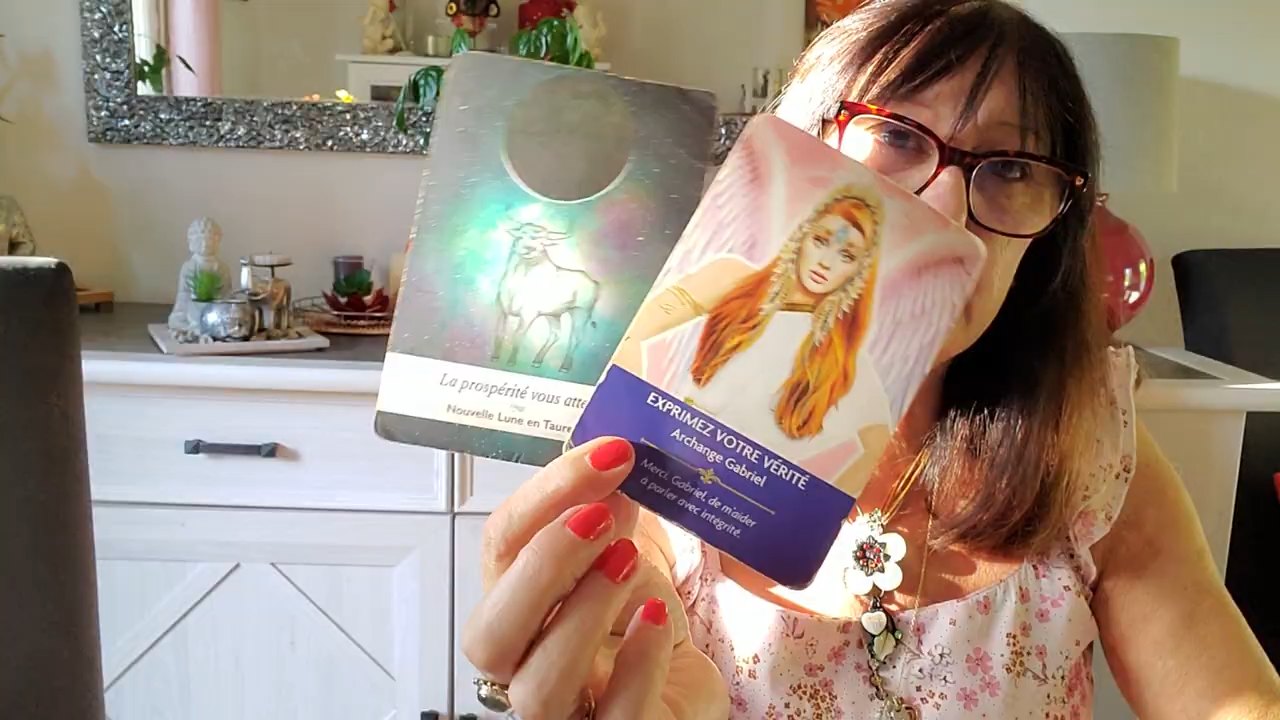 La prospérité vous atte
Nouvelle Lune en Taure
EXPRIMEZ VOTRE VÉRITÉ
Archange Gabriel
Merci, Gabriel, de m'aider
à parler avec intégrité.